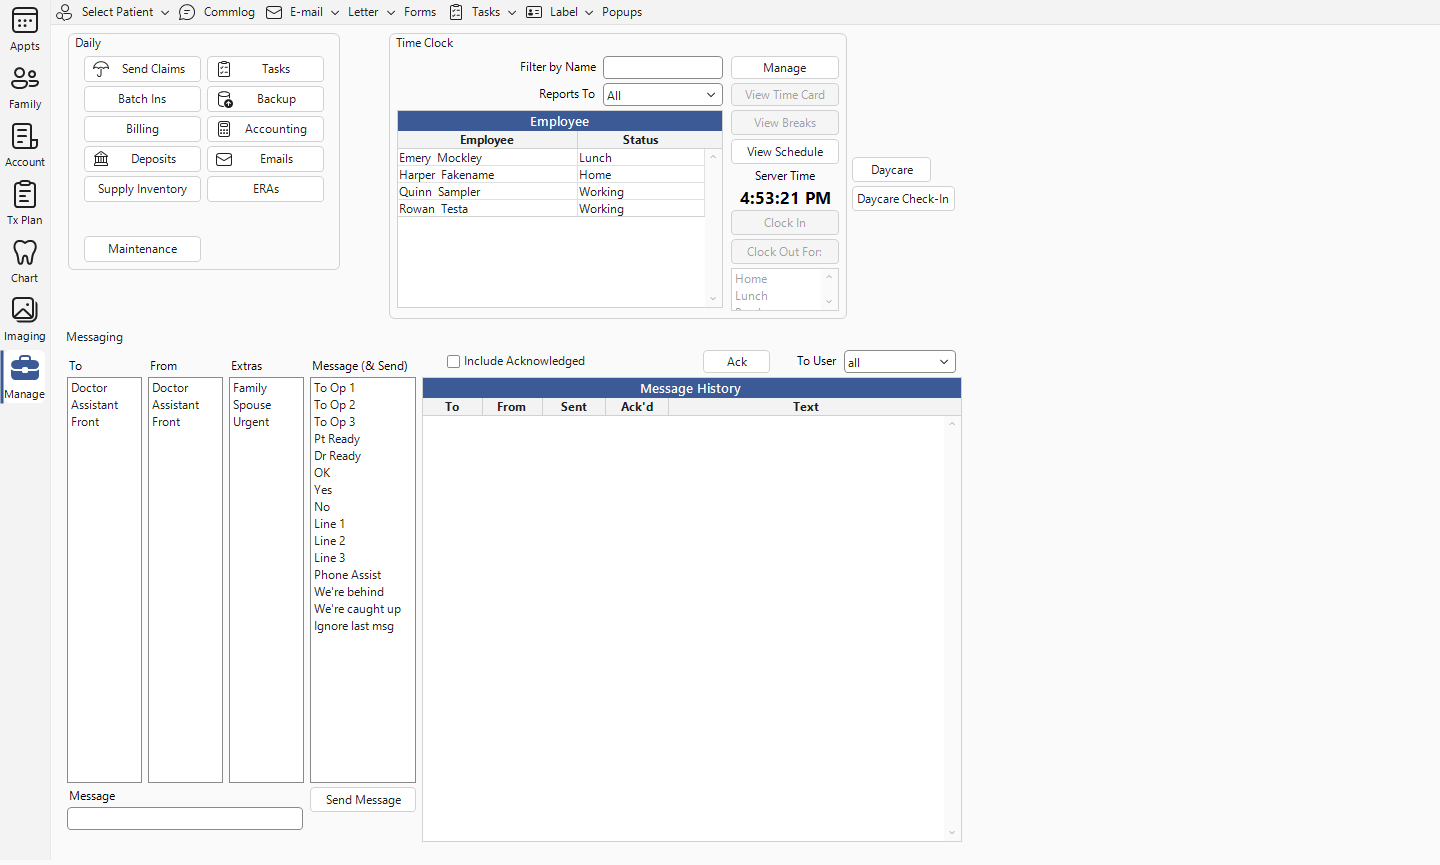 Select Patient
Commlog
E-mail
Letter
Forms
Tasks
Label
Popups
Appts
Family
Account
Tx Plan
Chart
Imaging
Manage
Daily
Send Claims
Tasks
Batch Ins
Backup
Billing
Accounting
Deposits
Emails
Supply Inventory
ERAs
Maintenance
Time Clock
Filter by Name
Reports To
All
Employee
Employee Status
Emery Mockley Lunch
Harper Fakename Home
Quinn Sampler Working
Rowan Testa Working
Manage
View Time Card
View Breaks
View Schedule
Server Time
4:53:21 PM
Clock In
Clock Out For:
Home
Lunch
Daycare
Daycare Check-In
Messaging
To
Doctor
Assistant
Front
From
Doctor
Assistant
Front
Extras
Family
Spouse
Urgent
Message (& Send)
To Op 1
To Op 2
To Op 3
Pt Ready
Dr Ready
OK
Yes
No
Line 1
Line 2
Line 3
Phone Assist
We're behind
We're caught up
Ignore last msg
Message
Send Message
Include Acknowledged
Ack
To User
all
Message History
To From Sent Ack'd Text